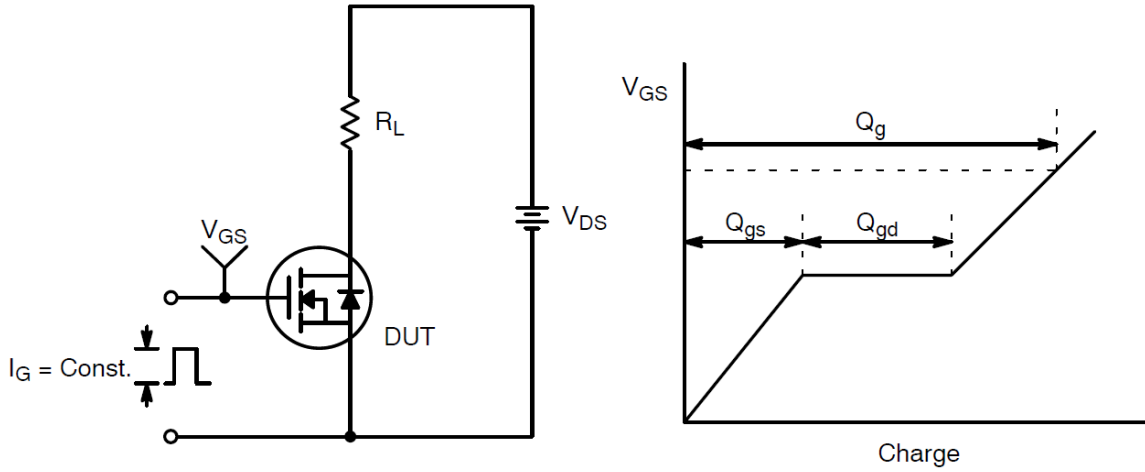 R_L
V_GS
V_DS
DUT
I_G = Const.
V_GS
Q_g
Q_gs
Q_gd
Charge